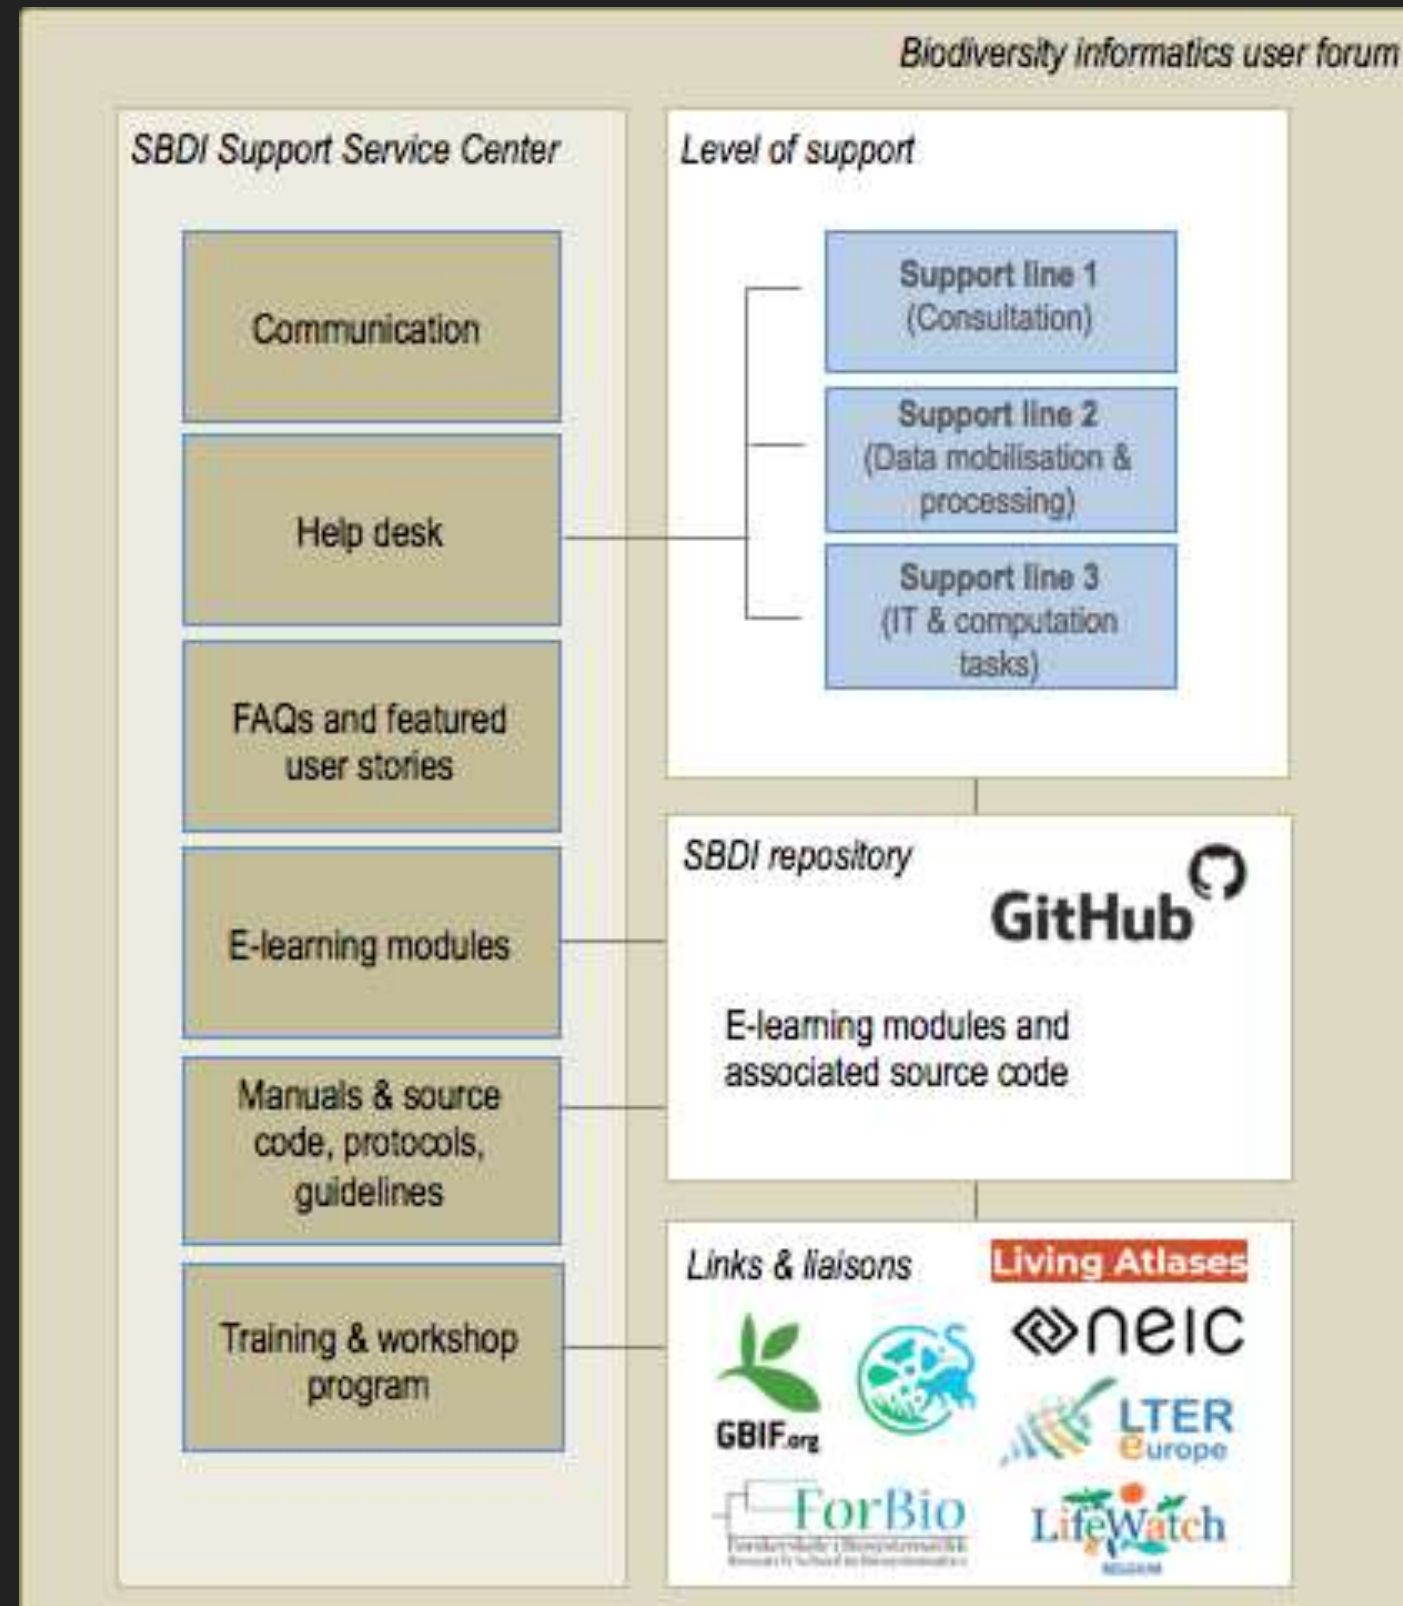 Biodiversity informatics user forum
SBDI Support Service Center
Communication
Help desk
FAQs and featured
user stories
E-learning modules
Manuals & source
code, protocols,
guidelines
Training & workshop
program
Level of support
Support line 1
(Consultation)
Support line 2
(Data mobilisation &
processing)
Support line 3
(IT & computation
tasks)
SBDI repository
GitHub
E-learning modules and
associated source code
Links & liaisons
Living Atlases
neic
GBIF.org
LTER
europe
ForBio
LifeWatch